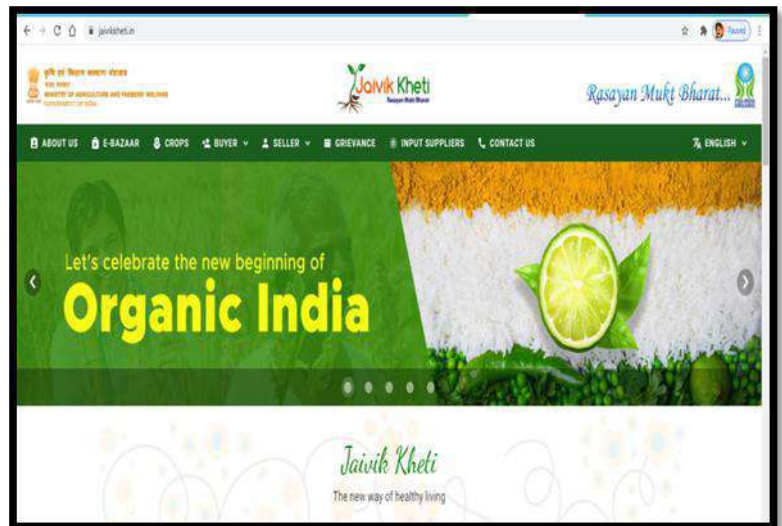 jaivikkheti.in
Paused
कृषि एवं किसान कल्याण मंत्रालय
MINISTRY OF AGRICULTURE AND FARMERS' WELFARE
GOVERNMENT OF INDIA
Jaivik Kheti
Rasayan Mukt Bharat
Rasayan Mukt Bharat...
ABOUT US E-BAZAAR CROPS BUYER SELLER GRIEVANCE INPUT SUPPLIERS CONTACT US ENGLISH
Let's celebrate the new beginning of
Organic India
Jaivik Kheti
The new way of healthy living